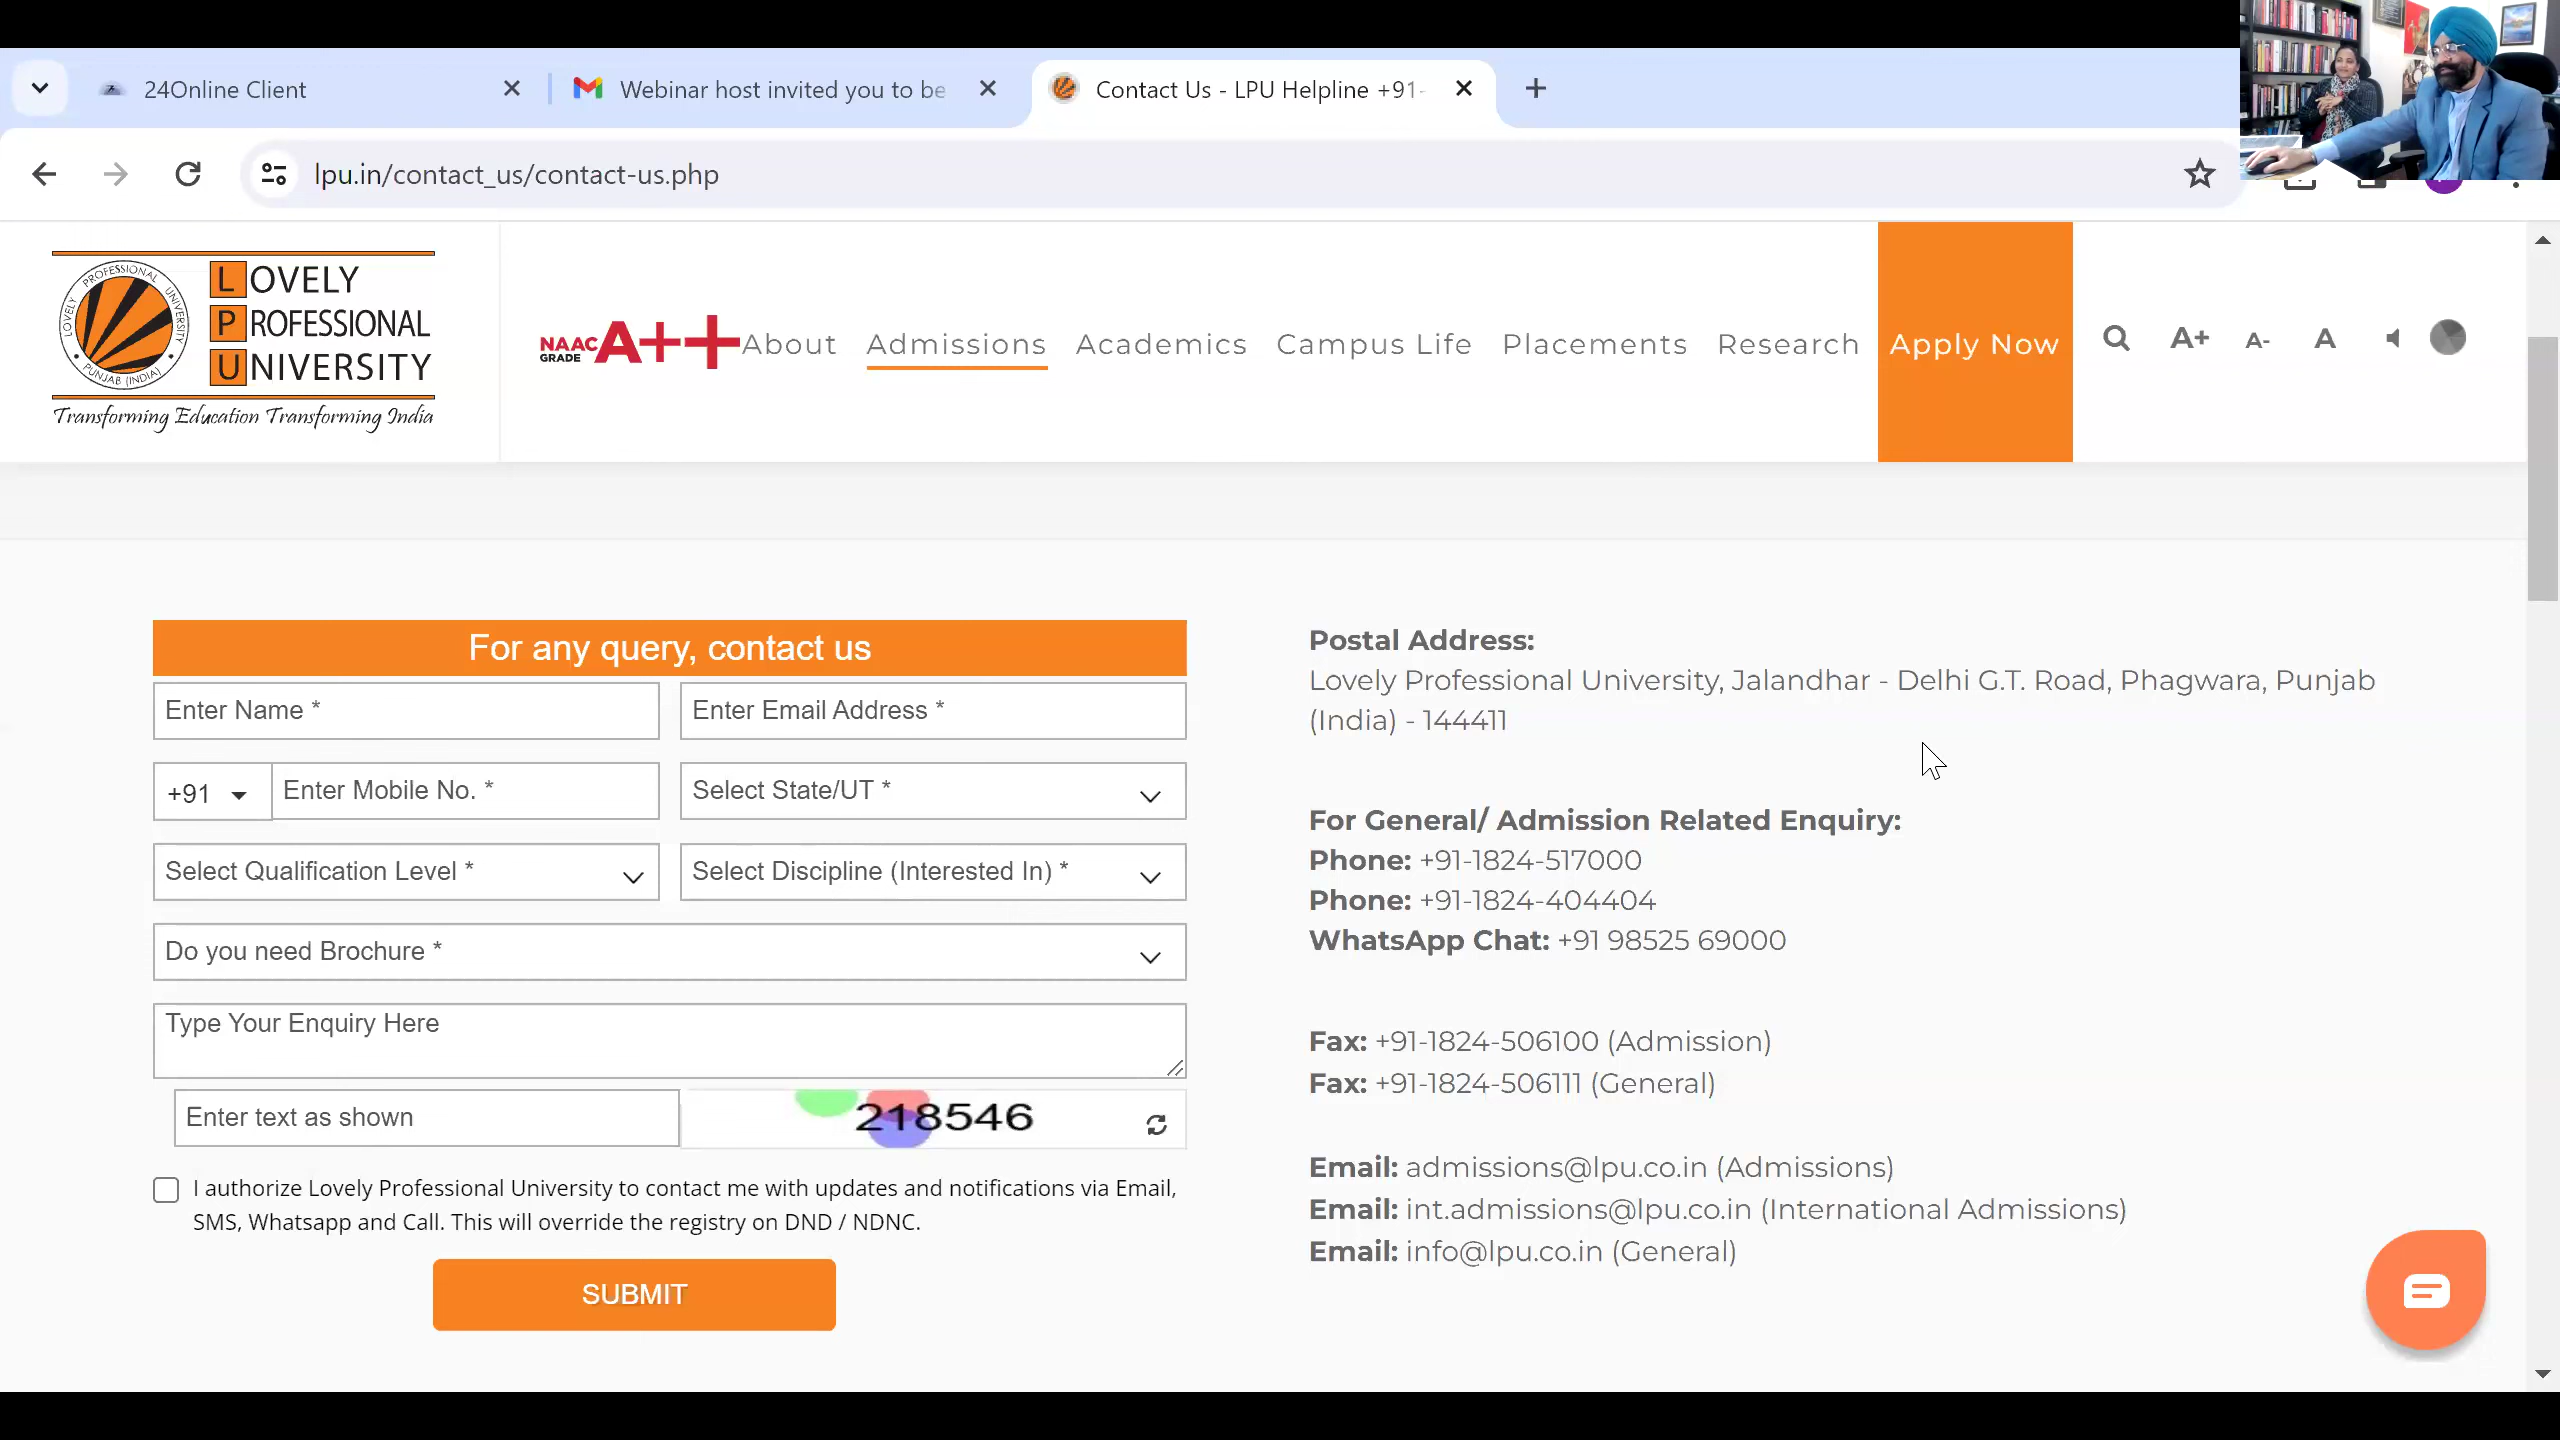 24Online Client
Webinar host invited you to be
Contact Us - LPU Helpline +91-
lpu.in/contact_us/contact-us.php
LOVELY
PROFESSIONAL
UNIVERSITY
LOVELY PROFESSIONAL UNIVERSITY
PUNJAB (INDIA)
Transforming Education Transforming India
NAAC
GRADE
A++
About
Admissions
Academics
Campus Life
Placements
Research
Apply Now
A+
A-
A
For any query, contact us
Enter Name *
Enter Email Address *
+91
Enter Mobile No. *
Select State/UT *
Select Qualification Level *
Select Discipline (Interested In) *
Do you need Brochure *
Type Your Enquiry Here
Enter text as shown
218546
I authorize Lovely Professional University to contact me with updates and notifications via Email,
SMS, Whatsapp and Call. This will override the registry on DND / NDNC.
SUBMIT
Postal Address:
Lovely Professional University, Jalandhar - Delhi G.T. Road, Phagwara, Punjab
(India) - 144411
For General/ Admission Related Enquiry:
Phone: +91-1824-517000
Phone: +91-1824-404404
WhatsApp Chat: +91 98525 69000
Fax: +91-1824-506100 (Admission)
Fax: +91-1824-506111 (General)
Email: admissions@lpu.co.in (Admissions)
Email: int.admissions@lpu.co.in (International Admissions)
Email: info@lpu.co.in (General)